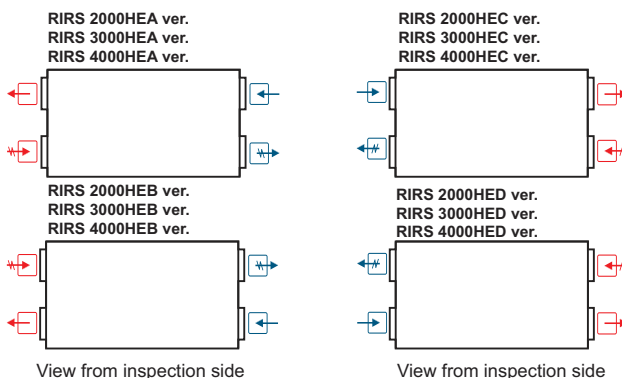 RIRS 2000HEA ver.
RIRS 3000HEA ver.
RIRS 4000HEA ver.
RIRS 2000HEC ver.
RIRS 3000HEC ver.
RIRS 4000HEC ver.
RIRS 2000HEB ver.
RIRS 3000HEB ver.
RIRS 4000HEB ver.
RIRS 2000HED ver.
RIRS 3000HED ver.
RIRS 4000HED ver.
View from inspection side
View from inspection side